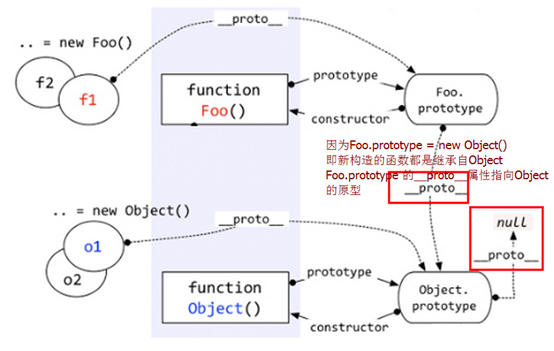 __proto__
.. = new Foo()
f2
f1
function
Foo()
prototype
constructor
Foo.
prototype
因为Foo.prototype = new Object()
即新构造的函数都是继承自Object
Foo.prototype 的__proto__属性指向Object
的原型
__proto__
.. = new Object()
__proto__
null
__proto__
o1
o2
function
Object()
prototype
constructor
Object.
prototype